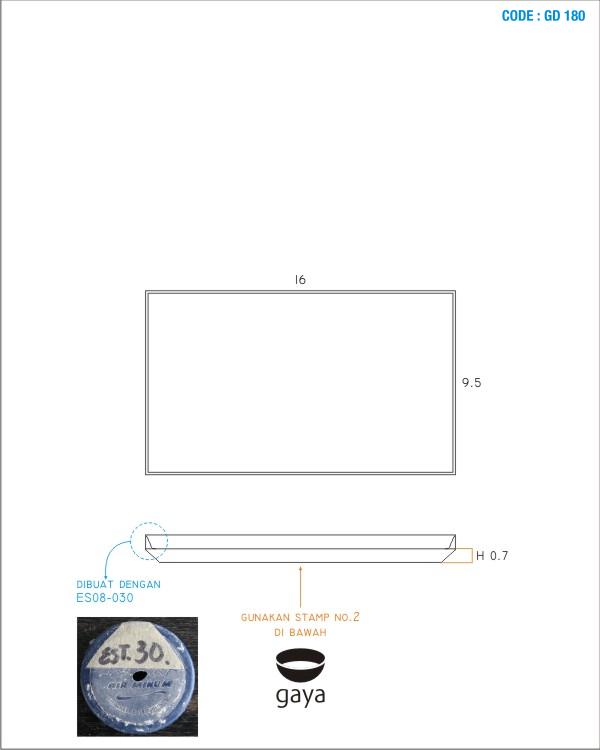 CODE : GD 180
16
9.5
H 0.7
DIBUAT DENGAN
ES08-030
GUNAKAN STAMP NO.2
DI BAWAH
EST.30.
AIR MINUM
gaya